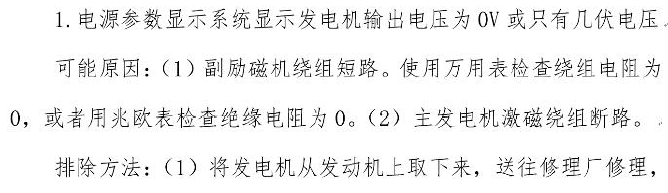 1.电源参数显示系统显示发电机输出电压为 0V 或只有几伏电压.
可能原因：（1）副励磁机绕组短路。使用万用表检查绕组电阻为
0，或者用兆欧表检查绝缘电阻为 0。（2）主发电机激磁绕组断路。
排除方法：（1）将发电机从发动机上取下来，送往修理厂修理，